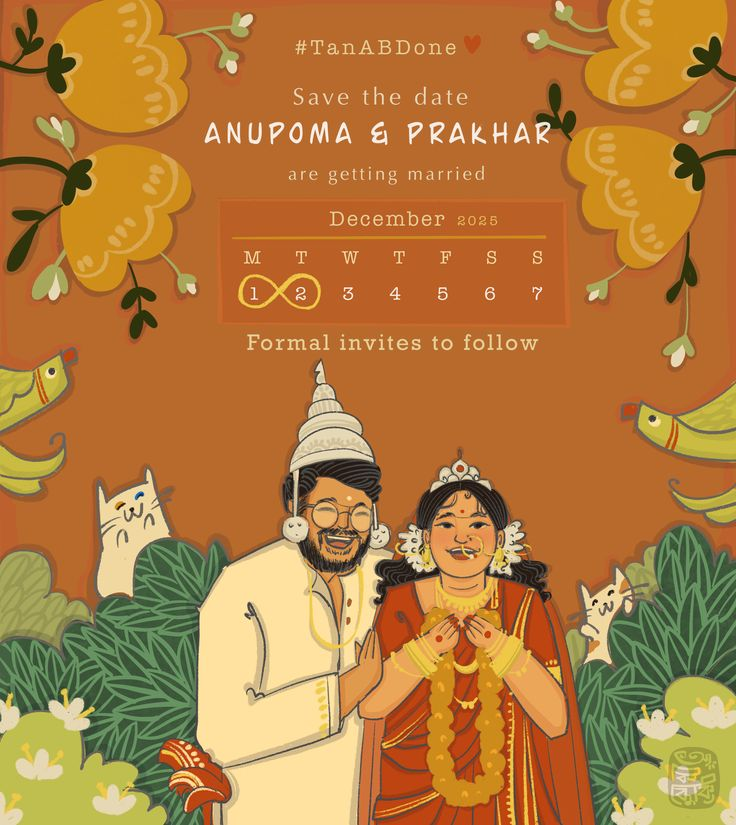 #TanABDone
Save the date
ANUPOMA & PRAKHAR
are getting married
December 2025
M T W T F S S
1 2 3 4 5 6 7
Formal invites to follow